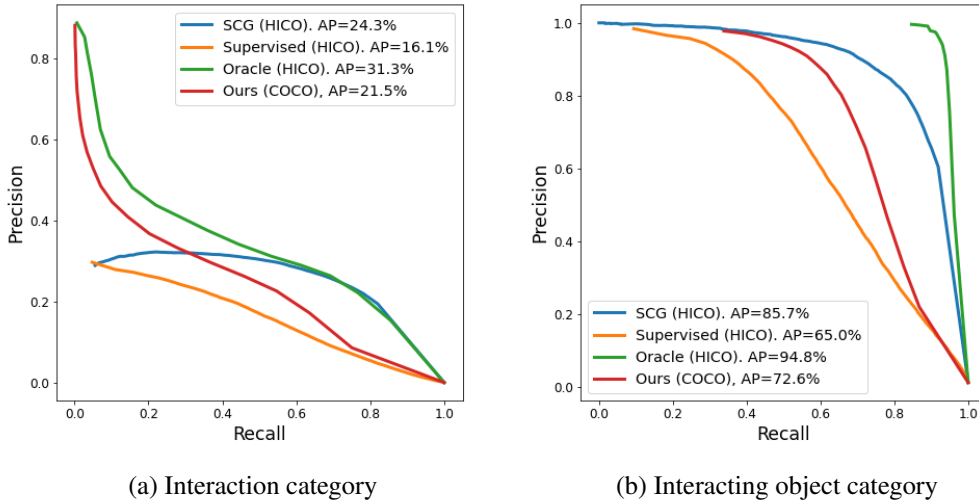 SCG (HICO). AP=24.3%
Supervised (HICO). AP=16.1%
Oracle (HICO). AP=31.3%
Ours (COCO), AP=21.5%
0.8
0.6
0.4
0.2
0.0
Precision
0.0 0.2 0.4 0.6 0.8 1.0
Recall
(a) Interaction category
1.0
0.8
0.6
0.4
0.2
0.0
Precision
SCG (HICO). AP=85.7%
Supervised (HICO). AP=65.0%
Oracle (HICO). AP=94.8%
Ours (COCO), AP=72.6%
0.0 0.2 0.4 0.6 0.8 1.0
Recall
(b) Interacting object category